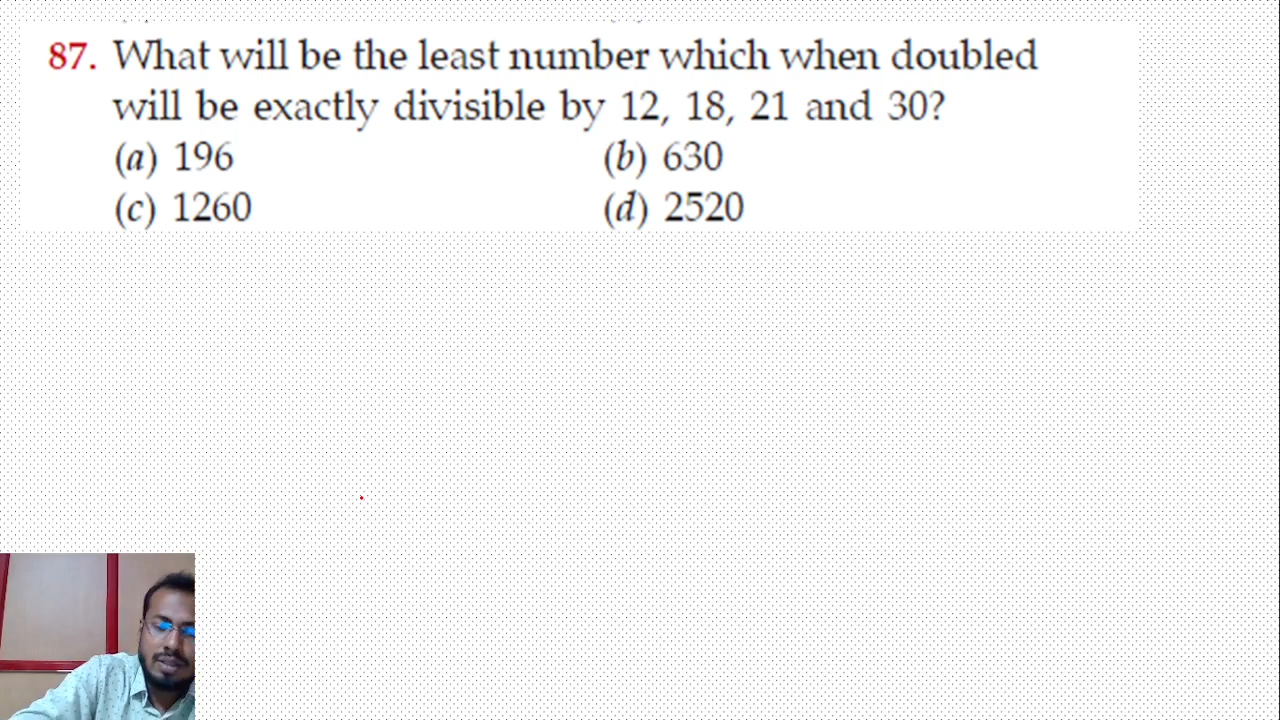 87. What will be the least number which when doubled
will be exactly divisible by 12, 18, 21 and 30?
(a) 196 (b) 630
(c) 1260 (d) 2520